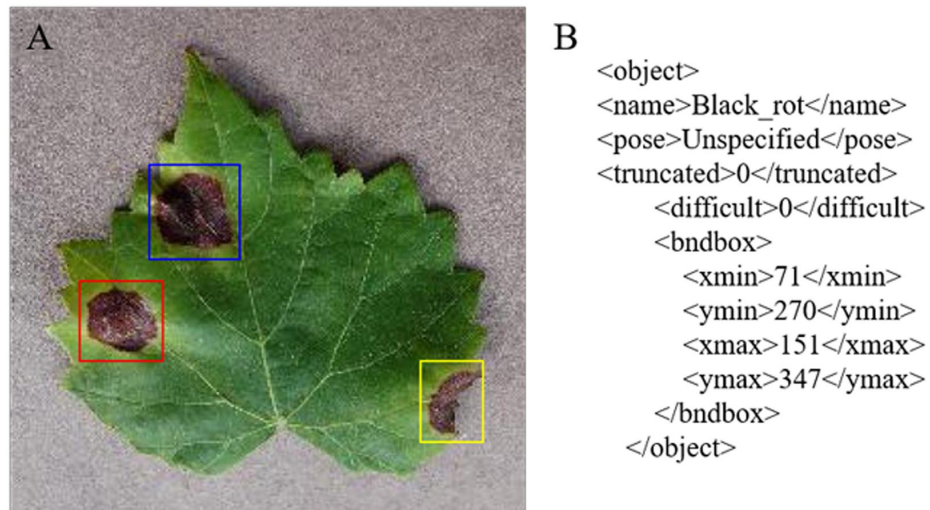 A
B
<object>
<name>Black_rot</name>
<pose>Unspecified</pose>
<truncated>0</truncated>
<difficult>0</difficult>
<bndbox>
<xmin>71</xmin>
<ymin>270</ymin>
<xmax>151</xmax>
<ymax>347</ymax>
</bndbox>
</object>